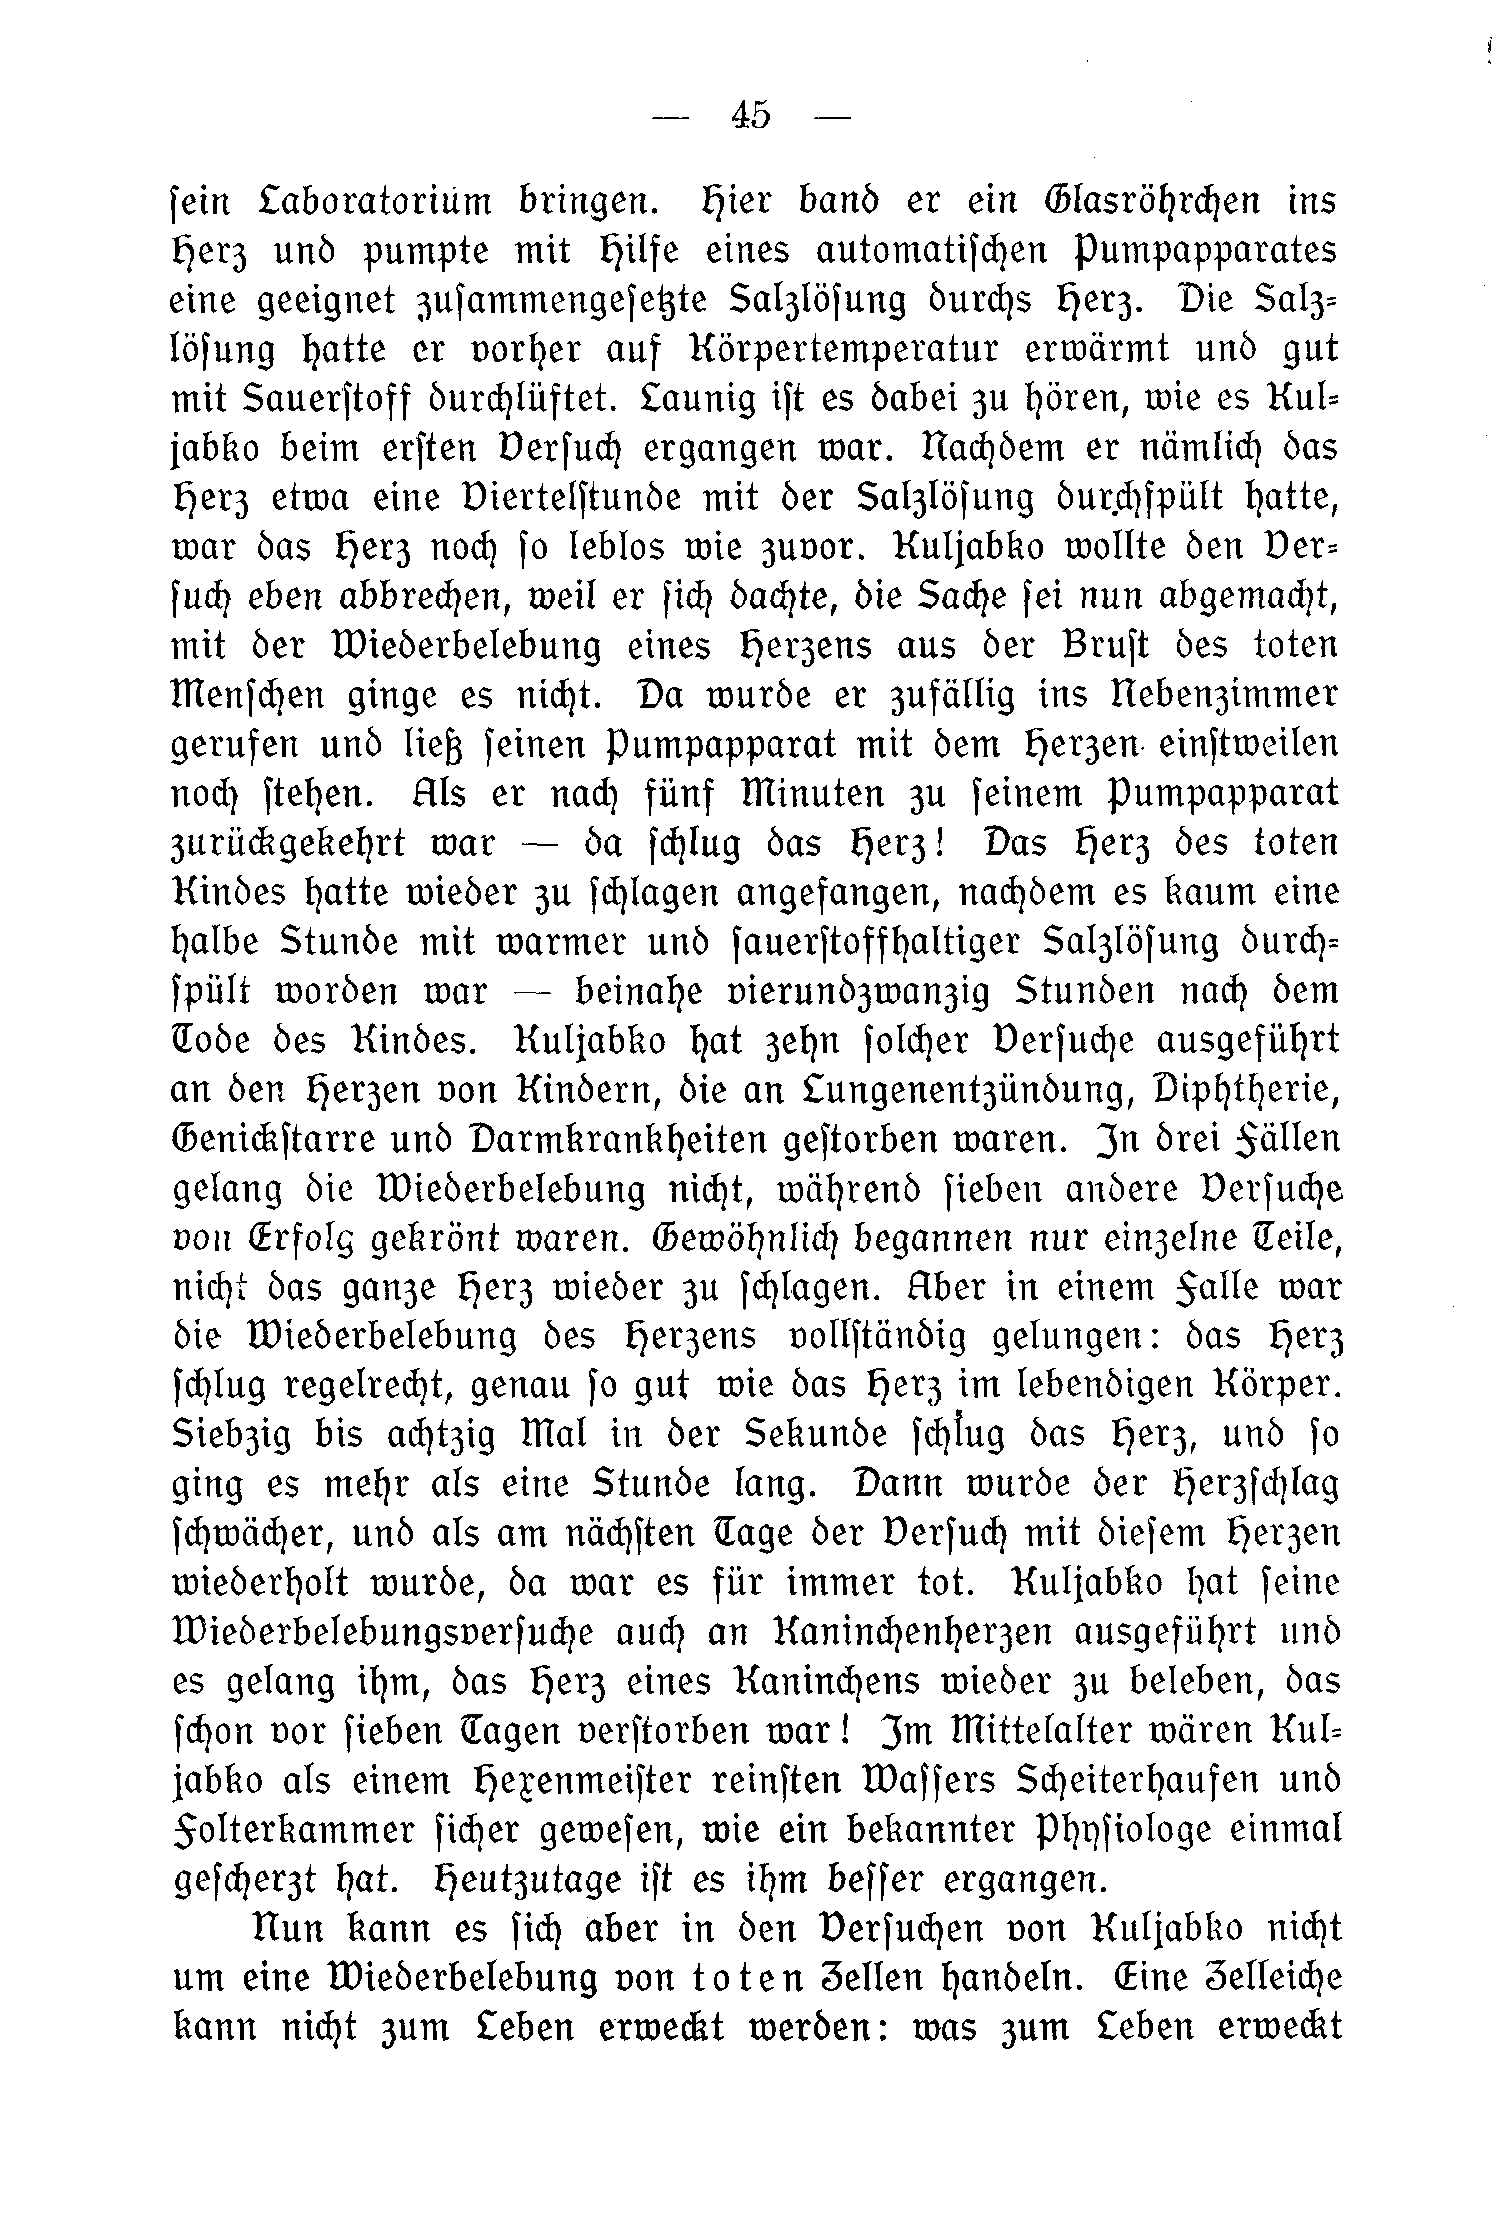 — 45 —
sein Laboratorium bringen. Hier band er ein Glasröhrchen ins
Herz und pumpte mit Hilfe eines automatischen Pumpapparates
eine geeignet zusammengesetzte Salzlösung durchs Herz. Die Salz-
lösung hatte er vorher auf Körpertemperatur erwärmt und gut
mit Sauerstoff durchlüftet. Launig ist es dabei zu hören, wie es Kul-
jabko beim ersten Versuch ergangen war. Nachdem er nämlich das
Herz etwa eine Viertelstunde mit der Salzlösung durchspült hatte,
war das Herz noch so leblos wie zuvor. Kuljabko wollte den Ver-
such eben abbrechen, weil er sich dachte, die Sache sei nun abgemacht,
mit der Wiederbelebung eines Herzens aus der Brust des toten
Menschen ginge es nicht. Da wurde er zufällig ins Nebenzimmer
gerufen und ließ seinen Pumpapparat mit dem Herzen einstweilen
noch stehen. Als er nach fünf Minuten zu seinem Pumpapparat
zurückgekehrt war — da schlug das Herz! Das Herz des toten
Kindes hatte wieder zu schlagen angefangen, nachdem es kaum eine
halbe Stunde mit warmer und sauerstoffhaltiger Salzlösung durch-
spült worden war — beinahe vierundzwanzig Stunden nach dem
Tode des Kindes. Kuljabko hat zehn solcher Versuche ausgeführt
an den Herzen von Kindern, die an Lungenentzündung, Diphtherie,
Genickstarre und Darmkrankheiten gestorben waren. In drei Fällen
gelang die Wiederbelebung nicht, während sieben andere Versuche
von Erfolg gekrönt waren. Gewöhnlich begannen nur einzelne Teile,
nicht das ganze Herz wieder zu schlagen. Aber in einem Falle war
die Wiederbelebung des Herzens vollständig gelungen: das Herz
schlug regelrecht, genau so gut wie das Herz im lebendigen Körper.
Siebzig bis achtzig Mal in der Sekunde schlug das Herz, und so
ging es mehr als eine Stunde lang. Dann wurde der Herzschlag
schwächer, und als am nächsten Tage der Versuch mit diesem Herzen
wiederholt wurde, da war es für immer tot. Kuljabko hat seine
Wiederbelebungsversuche auch an Kaninchenherzen ausgeführt und
es gelang ihm, das Herz eines Kaninchens wieder zu beleben, das
schon vor sieben Tagen verstorben war! Im Mittelalter wären Kul-
jabko als einem Hexenmeister reinsten Wassers Scheiterhaufen und
Folterkammer sicher gewesen, wie ein bekannter Physiologe einmal
gescherzt hat. Heutzutage ist es ihm besser ergangen.
Nun kann es sich aber in den Versuchen von Kuljabko nicht
um eine Wiederbelebung von toten Zellen handeln. Eine Zelleiche
kann nicht zum Leben erweckt werden: was zum Leben erweckt